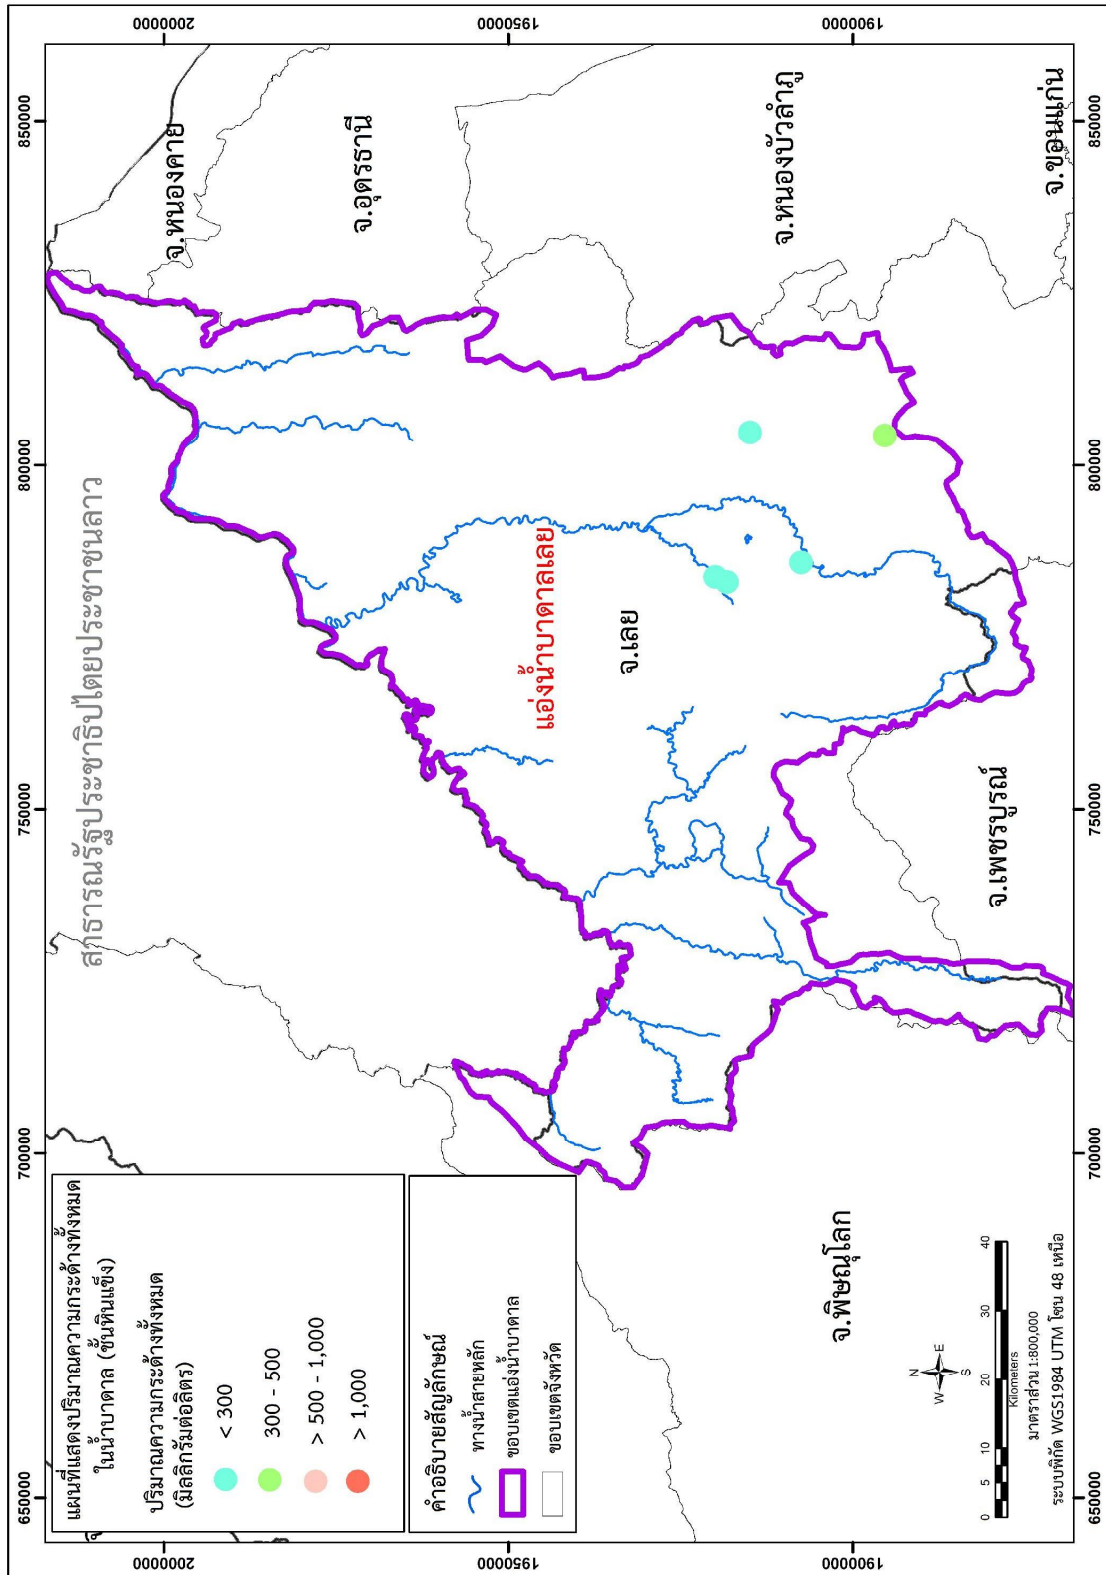 แผนที่แสดงปริมาณความกระด้างทั้งหมด
ในน้ำบาดาล (ชั้นหินแข็ง)
ปริมาณความกระด้างทั้งหมด
(มิลลิกรัมต่อลิตร)
< 300
300 - 500
> 500 - 1,000
> 1,000
คำอธิบายสัญลักษณ์
ทางน้ำสายหลัก
ขอบเขตแอ่งน้ำบาดาล
ขอบเขตจังหวัด
สาธารณรัฐประชาธิปไตยประชาชนลาว
จ.หนองคาย
จ.อุดรธานี
แอ่งน้ำบาดาลเลย
จ.เลย
จ.หนองบัวลำภู
จ.ขอนแก่น
จ.เพชรบูรณ์
จ.พิษณุโลก
N
W
E
S
0 5 10 20 30 40
Kilometers
มาตราส่วน 1:800,000
ระบบพิกัด WGS1984 UTM โซน 48 เหนือ
650000 700000 750000 800000 850000
650000 700000 750000 800000 850000
2000000 1950000 1900000
2000000 1950000 1900000